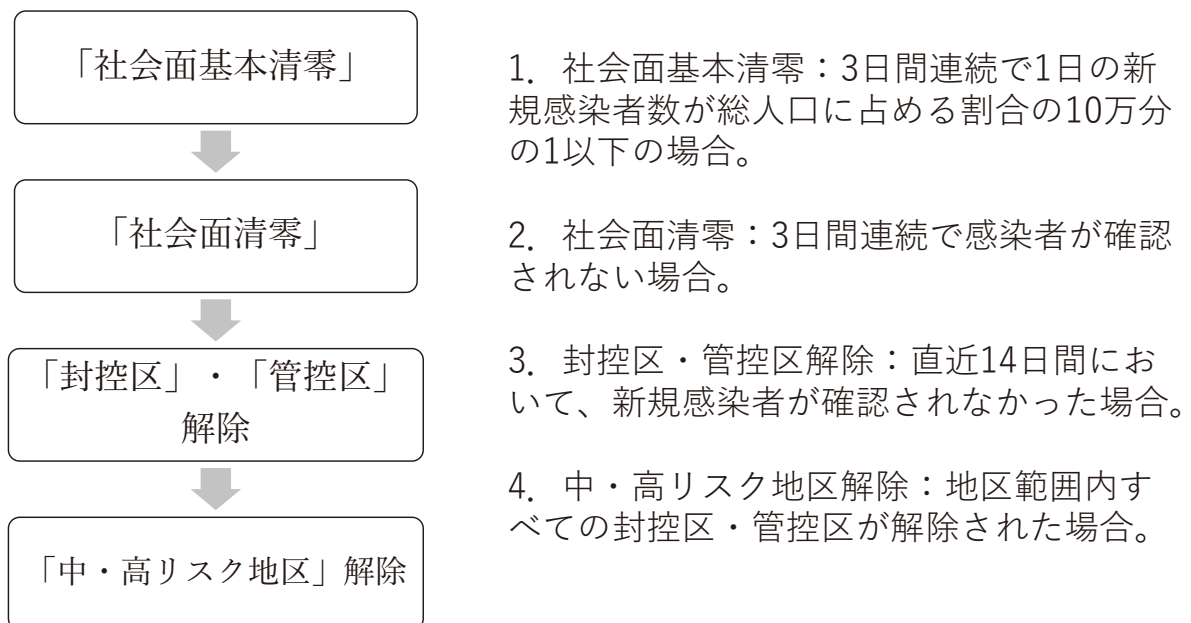 「社会面基本清零」
「社会面清零」
「封控区」・「管控区」
解除
「中・高リスク地区」解除
1．社会面基本清零：3日間連続で1日の新
規感染者数が総人口に占める割合の10万分
の1以下の場合。
2．社会面清零：3日間連続で感染者が確認
されない場合。
3．封控区・管控区解除：直近14日間にお
いて、新規感染者が確認されなかった場合。
4．中・高リスク地区解除：地区範囲内す
べての封控区・管控区が解除された場合。